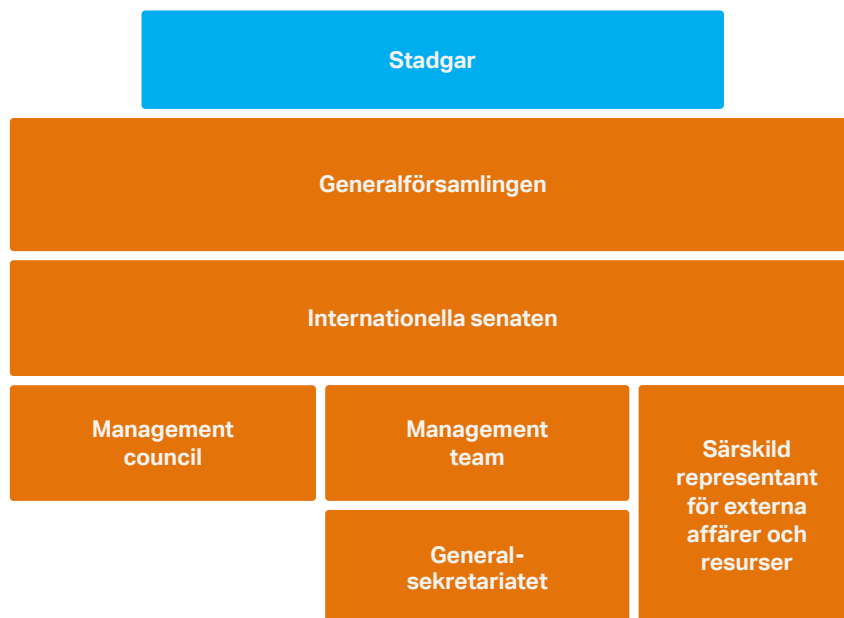 Stadgar
Generalförsamlingen
Internationella senaten
Management
council
Management
team
Särskild
representant
för externa
affärer och
resurser
General-
sekretariatet